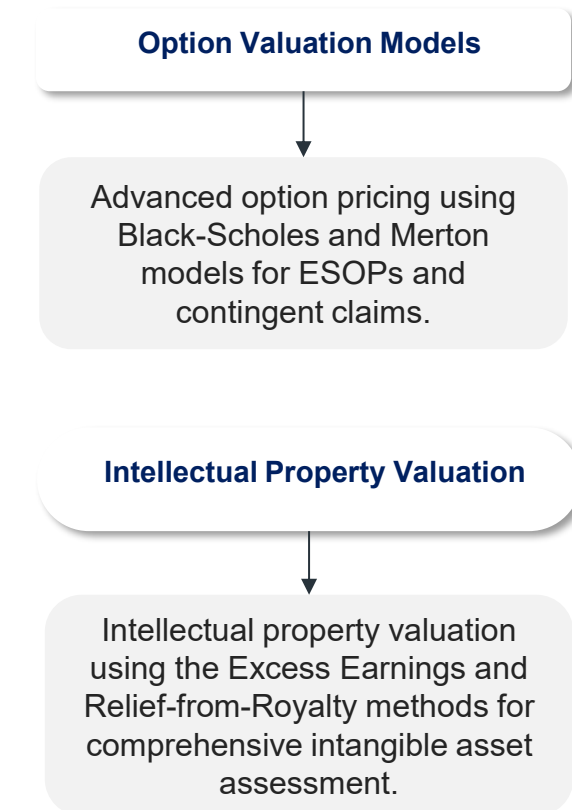 Option Valuation Models
Advanced option pricing using
Black-Scholes and Merton
models for ESOPs and
contingent claims.
Intellectual Property Valuation
Intellectual property valuation
using the Excess Earnings and
Relief-from-Royalty methods for
comprehensive intangible asset
assessment.